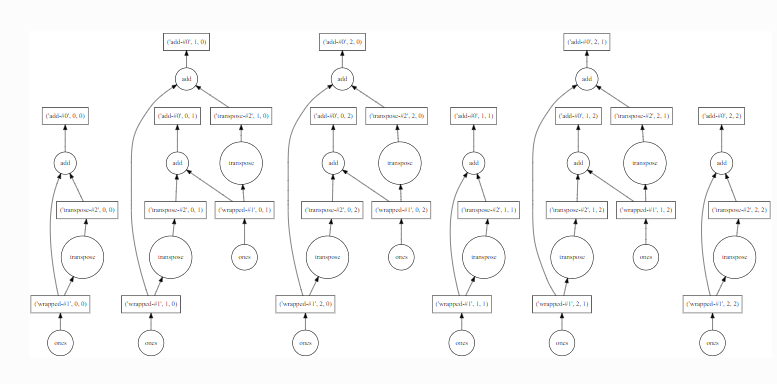 ('add-#0', 1, 0)
('add-#0', 2, 0)
('add-#0', 2, 1)
add
add
add
('add-#0', 0, 0)
('add-#0', 0, 1)
('transpose-#2', 1, 0)
('add-#0', 0, 2)
('transpose-#2', 2, 0)
('add-#0', 1, 1)
('add-#0', 1, 2)
('transpose-#2', 2, 1)
('add-#0', 2, 2)
add
add
transpose
add
transpose
add
add
transpose
add
('transpose-#2', 0, 0)
('transpose-#2', 0, 1)
('wrapped-#1', 0, 1)
('transpose-#2', 0, 2)
('wrapped-#1', 0, 2)
('transpose-#2', 1, 1)
('transpose-#2', 1, 2)
('wrapped-#1', 1, 2)
('transpose-#2', 2, 2)
transpose
transpose
ones
transpose
ones
transpose
transpose
ones
transpose
('wrapped-#1', 0, 0)
('wrapped-#1', 1, 0)
('wrapped-#1', 2, 0)
('wrapped-#1', 1, 1)
('wrapped-#1', 2, 1)
('wrapped-#1', 2, 2)
ones
ones
ones
ones
ones
ones